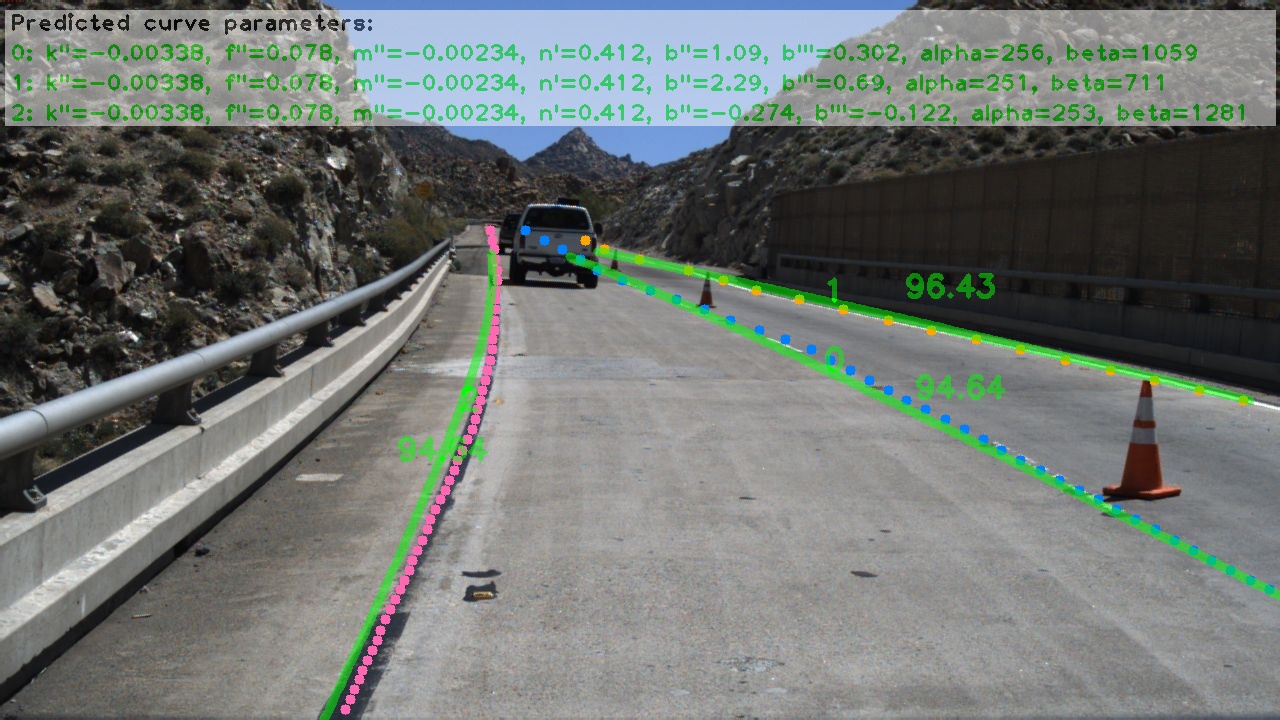 Predicted curve parameters:
0: k''=-0.00338, f''=0.078, m''=-0.00234, n'=0.412, b''=1.09, b'''=0.302, alpha=256, beta=1059
1: k''=-0.00338, f''=0.078, m''=-0.00234, n'=0.412, b''=2.29, b'''=0.69, alpha=251, beta=711
2: k''=-0.00338, f''=0.078, m''=-0.00234, n'=0.412, b''=-0.274, b'''=-0.122, alpha=253, beta=1281
1 96.43
0 94.64